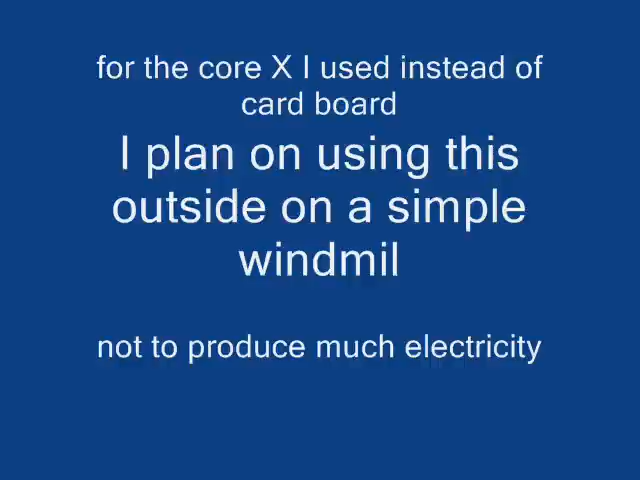 for the core X I used instead of
card board
I plan on using this
outside on a simple
windmil
not to produce much electricity